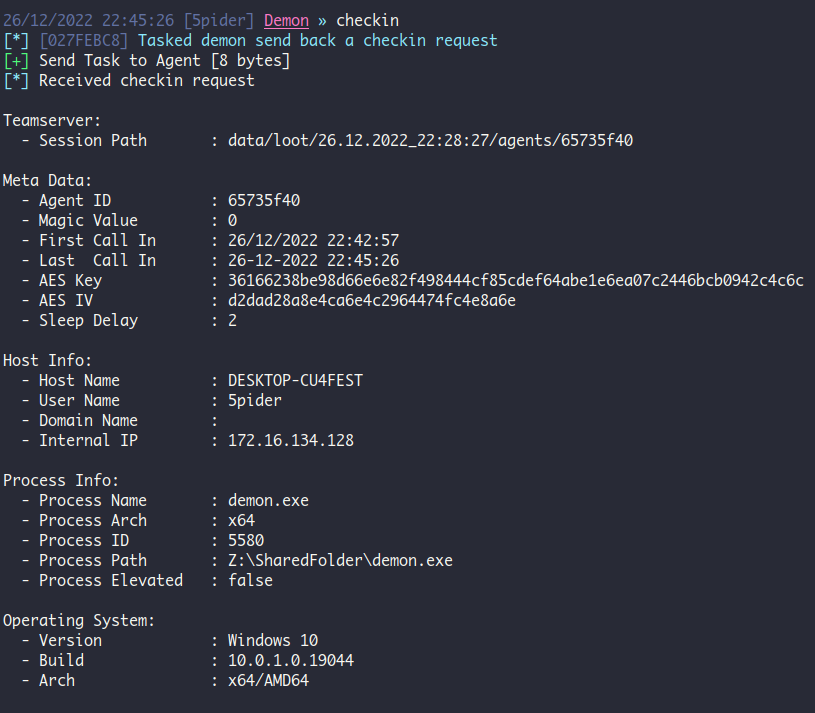 26/12/2022 22:45:26 [5pider] Demon » checkin
[*] [027FEBC8] Tasked demon send back a checkin request
[+] Send Task to Agent [8 bytes]
[*] Received checkin request
Teamserver:
- Session Path : data/loot/26.12.2022_22:28:27/agents/65735f40
Meta Data:
- Agent ID : 65735f40
- Magic Value : 0
- First Call In : 26/12/2022 22:42:57
- Last  Call In : 26-12-2022 22:45:26
- AES Key : 36166238be98d66e6e82f498444cf85cdef64abe1e6ea07c2446bcb0942c4c6c
- AES IV : d2dad28a8e4ca6e4c2964474fc4e8a6e
- Sleep Delay : 2
Host Info:
- Host Name : DESKTOP-CU4FEST
- User Name : 5pider
- Domain Name :
- Internal IP : 172.16.134.128
Process Info:
- Process Name : demon.exe
- Process Arch : x64
- Process ID : 5580
- Process Path : Z:\SharedFolder\demon.exe
- Process Elevated : false
Operating System:
- Version : Windows 10
- Build : 10.0.1.0.19044
- Arch : x64/AMD64